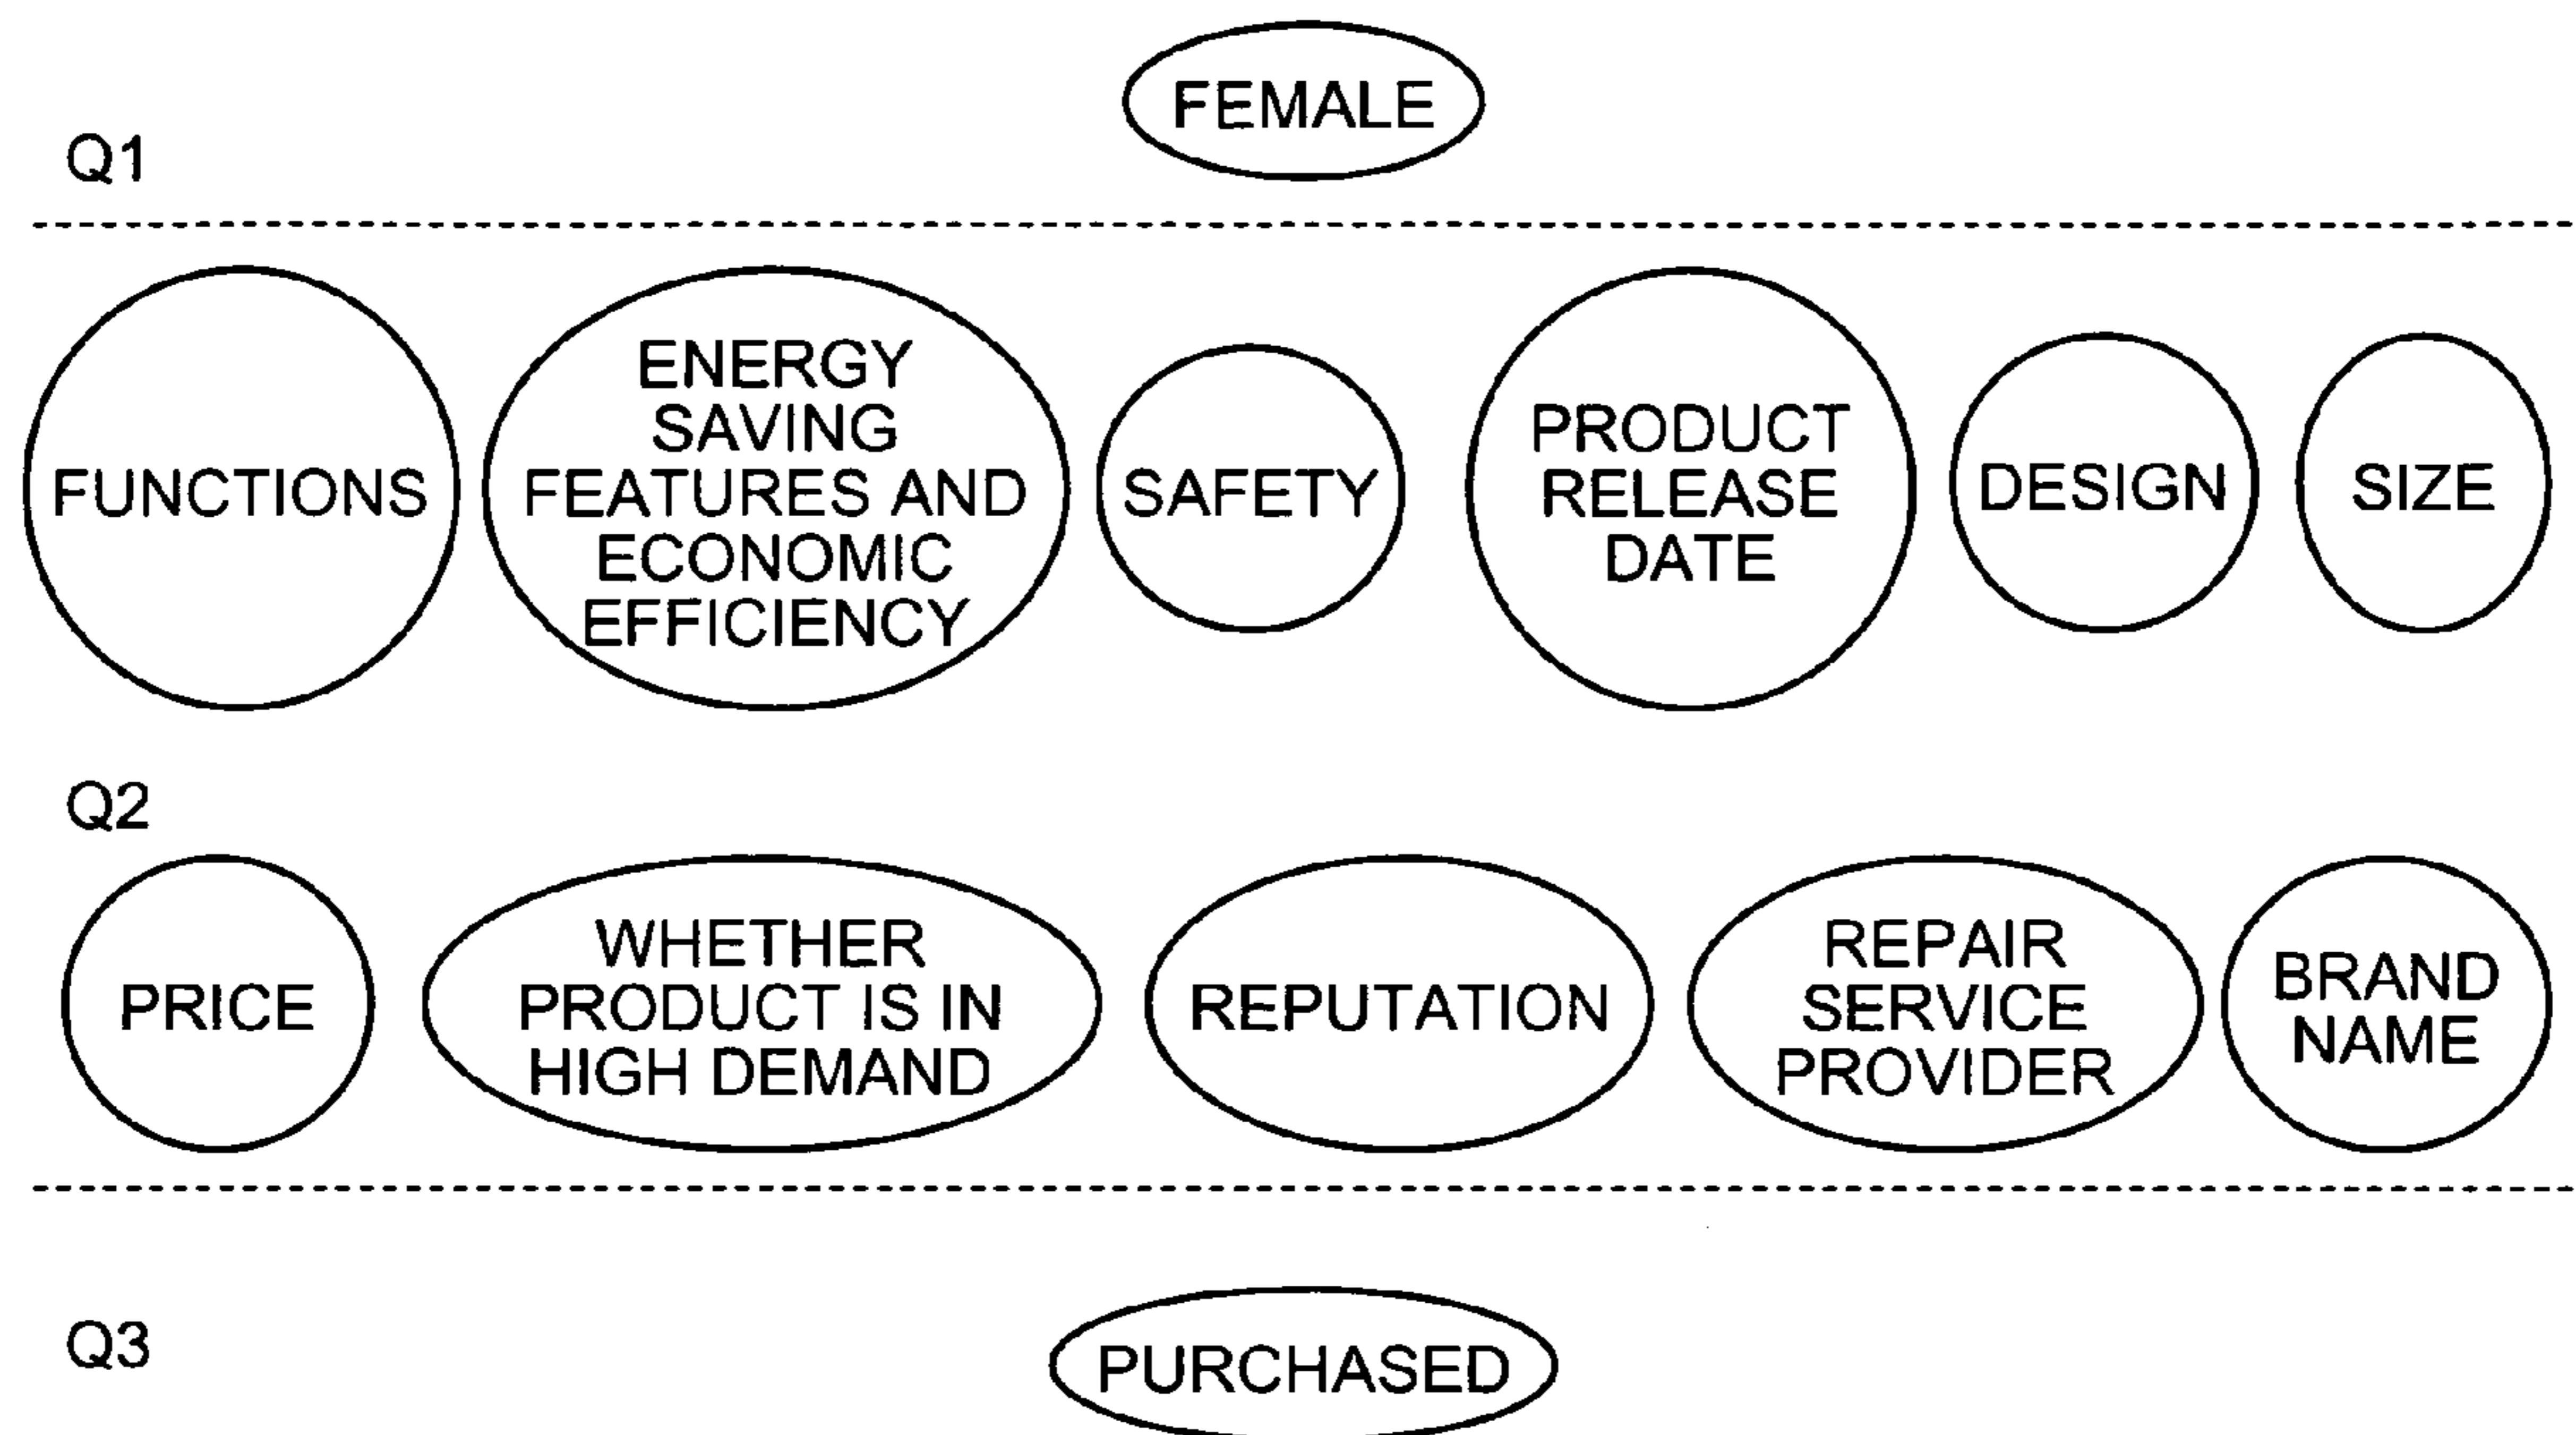 FEMALE
Q1
FUNCTIONS
ENERGY
SAVING
FEATURES AND
ECONOMIC
EFFICIENCY
SAFETY
PRODUCT
RELEASE
DATE
DESIGN
SIZE
Q2
PRICE
WHETHER
PRODUCT IS IN
HIGH DEMAND
REPUTATION
REPAIR
SERVICE
PROVIDER
BRAND
NAME
Q3
PURCHASED